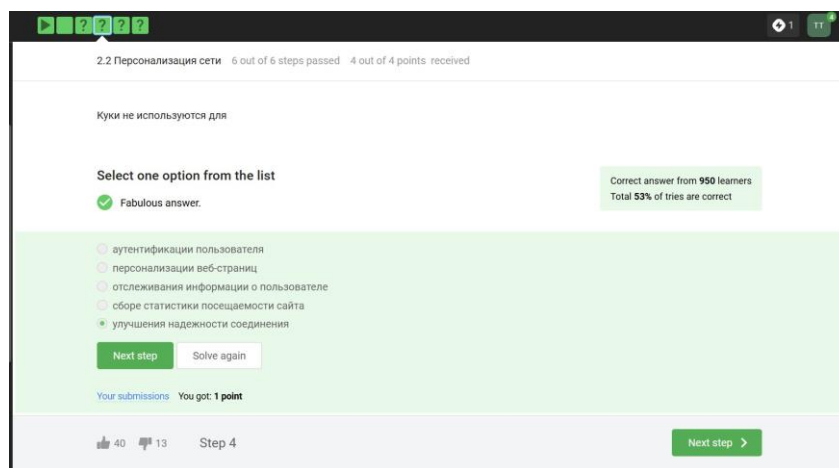 ? ? ? ?
1
TT
4
2.2 Персонализация сети 6 out of 6 steps passed 4 out of 4 points received
Куки не используются для
Select one option from the list
Fabulous answer.
Correct answer from 950 learners
Total 53% of tries are correct
аутентификации пользователя
персонализации веб-страниц
отслеживания информации о пользователе
сборе статистики посещаемости сайта
улучшения надежности соединения
Next step Solve again
Your submissions You got: 1 point
40 13 Step 4
Next step